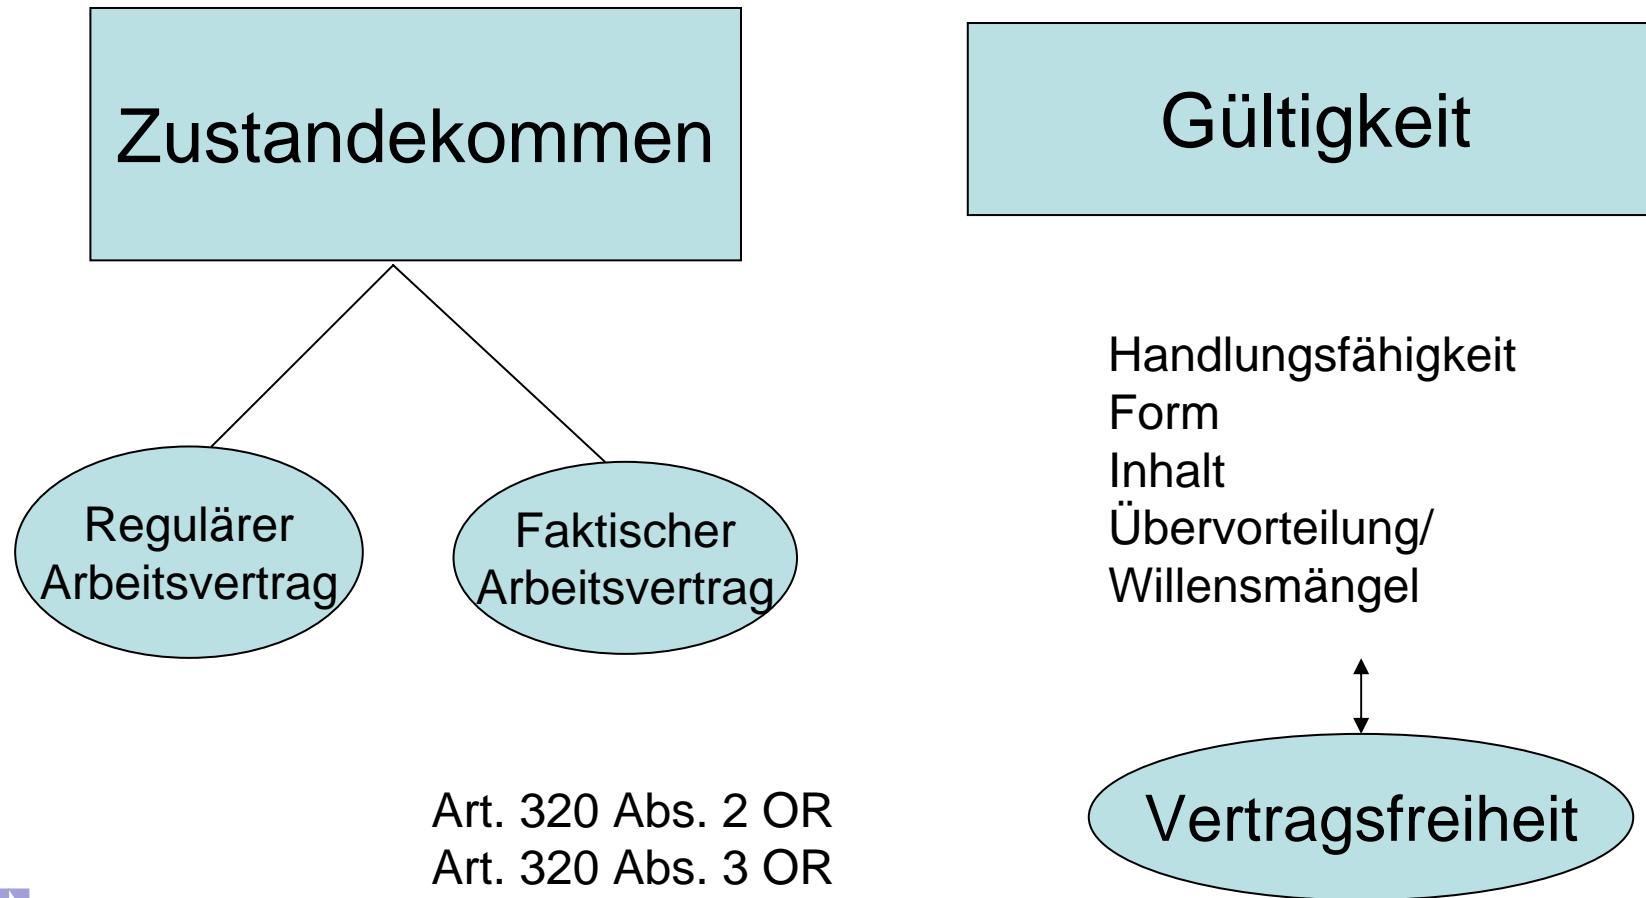 Zustandekommen
Gültigkeit
Regulärer
Arbeitsvertrag
Faktischer
Arbeitsvertrag
Handlungsfähigkeit
Form
Inhalt
Übervorteilung/
Willensmängel
Art. 320 Abs. 2 OR
Art. 320 Abs. 3 OR
Vertragsfreiheit